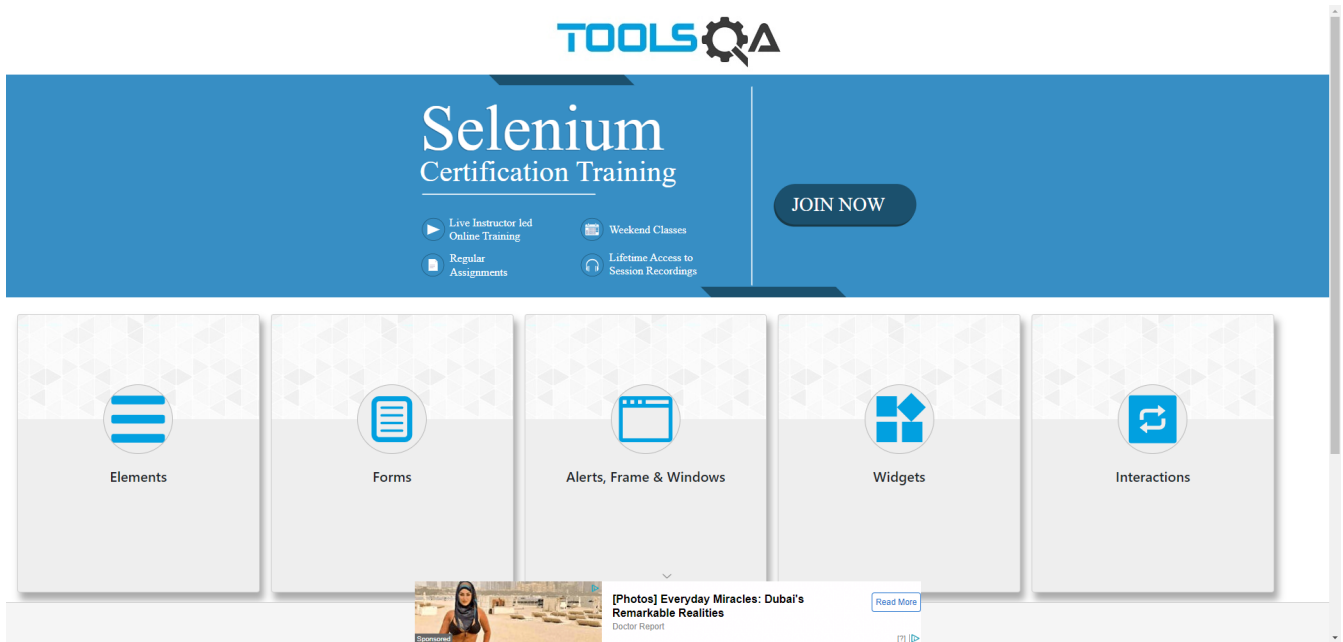 TOOLSQA
Selenium
Certification Training
JOIN NOW
Live Instructor led
Online Training
Weekend Classes
Regular
Assignments
Lifetime Access to
Session Recordings
Elements
Forms
Alerts, Frame & Windows
Widgets
Interactions
[Photos] Everyday Miracles: Dubai's
Remarkable Realities
Doctor Report
Read More
Sponsored
[?]